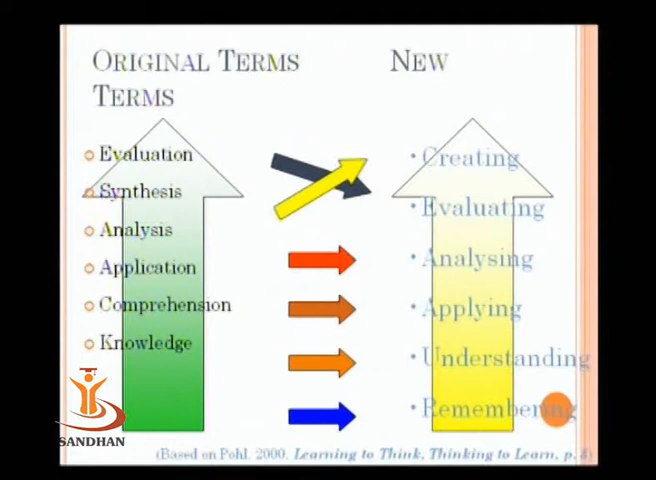 ORIGINAL TERMS NEW
TERMS
Evaluation
Synthesis
Analysis
Application
Comprehension
Knowledge
• Creating
• Evaluating
• Analysing
• Applying
• Understanding
• Remembering
SANDHAN
(Based on Pohl, 2000, Learning to Think, Thinking to Learn, p. 8)